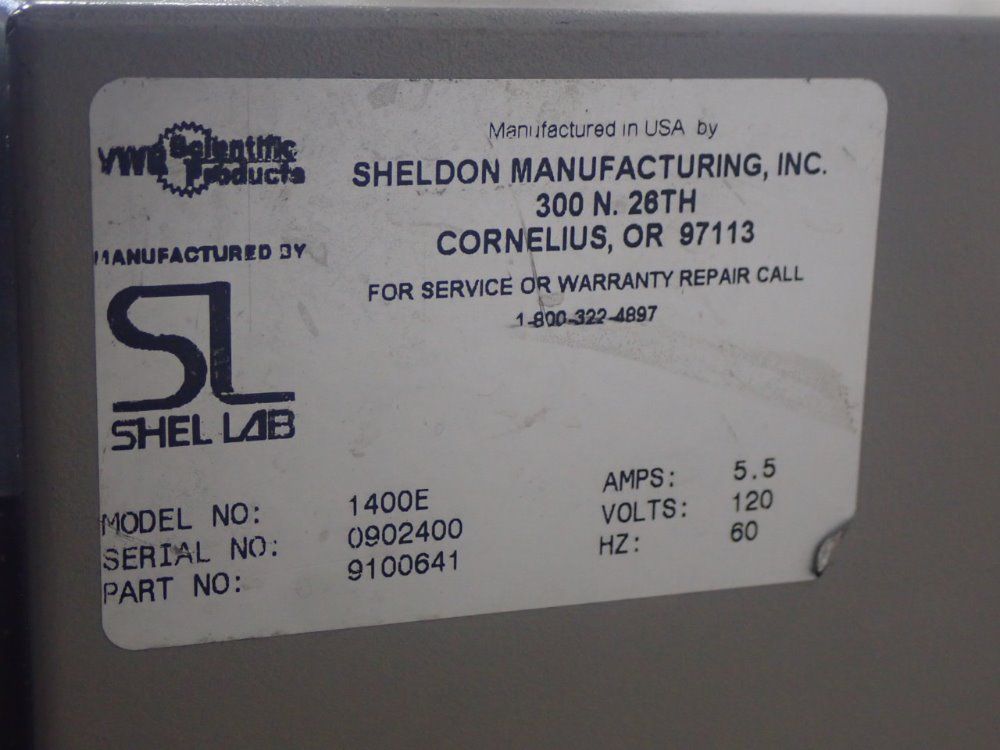 VWR Scientific Products
MANUFACTURED BY
SL
SHEL LAB
Manufactured in USA by
SHELDON MANUFACTURING, INC.
300 N. 26TH
CORNELIUS, OR 97113
FOR SERVICE OR WARRANTY REPAIR CALL
1-800-322-4897
MODEL NO: 1400E
SERIAL NO: 0902400
PART NO: 9100641
AMPS: 5.5
VOLTS: 120
HZ: 60